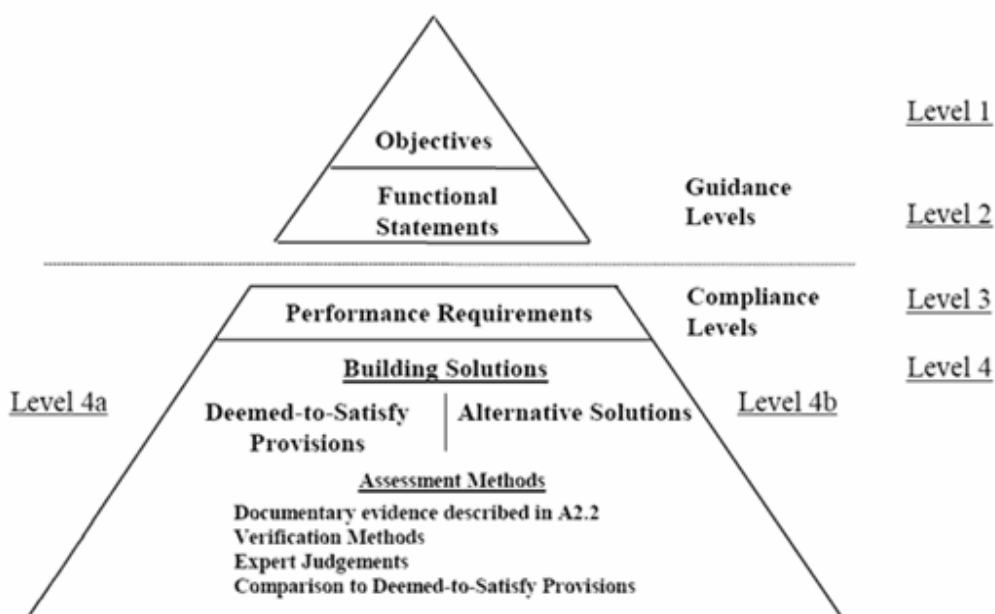 Level 1
Objectives
Functional
Statements
Guidance
Levels
Level 2
Performance Requirements
Compliance
Levels
Level 3
Building Solutions
Level 4
Level 4a
Deemed-to-Satisfy
Provisions
Alternative Solutions
Level 4b
Assessment Methods
Documentary evidence described in A2.2
Verification Methods
Expert Judgements
Comparison to Deemed-to-Satisfy Provisions